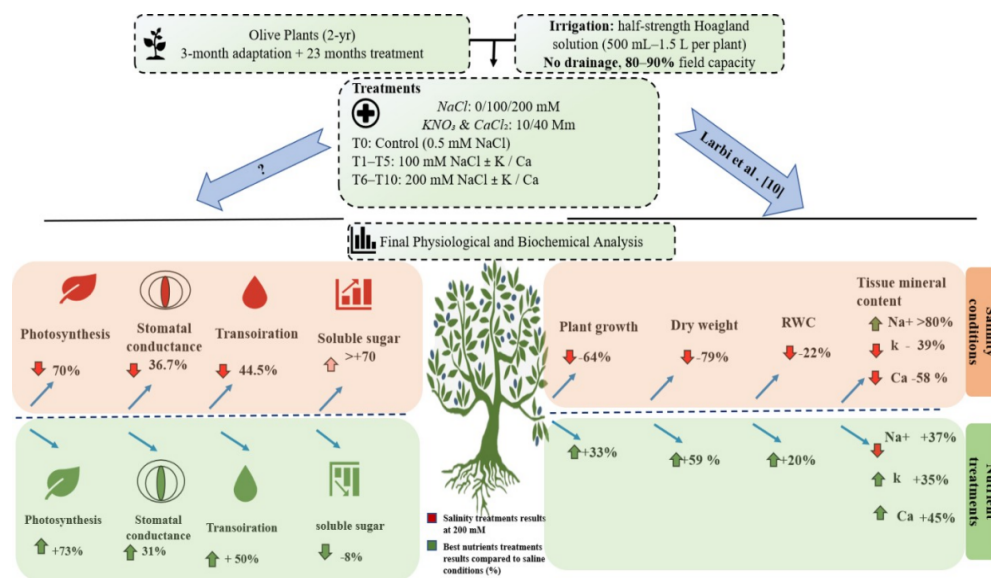 Olive Plants (2-yr)
3-month adaptation + 23 months treatment
Irrigation: half-strength Hoagland
solution (500 mL–1.5 L per plant)
No drainage, 80–90% field capacity
Treatments
NaCl: 0/100/200 mM
KNO₃ & CaCl₂: 10/40 Mm
T0: Control (0.5 mM NaCl)
T1–T5: 100 mM NaCl ± K / Ca
T6–T10: 200 mM NaCl ± K / Ca
?
Larbi et al . [10]
Final Physiological and Biochemical Analysis
Photosynthesis
70%
Stomatal
conductance
36.7%
Transoiration
44.5%
Soluble sugar
>+70
Plant growth
-64%
Dry weight
-79%
RWC
-22%
Tissue mineral
content
Na+ >80%
k - 39%
Ca -58 %
Salinity
conditions
Photosynthesis
+73%
Stomatal
conductance
31%
Transoiration
+ 50%
soluble sugar
-8%
+33%
+59 %
+20%
Na+ +37%
k +35%
Ca +45%
Nutrient
treatments
Salinity treatments results
at 200 mM
Best nutrients treatments
results compared to saline
conditions (%)